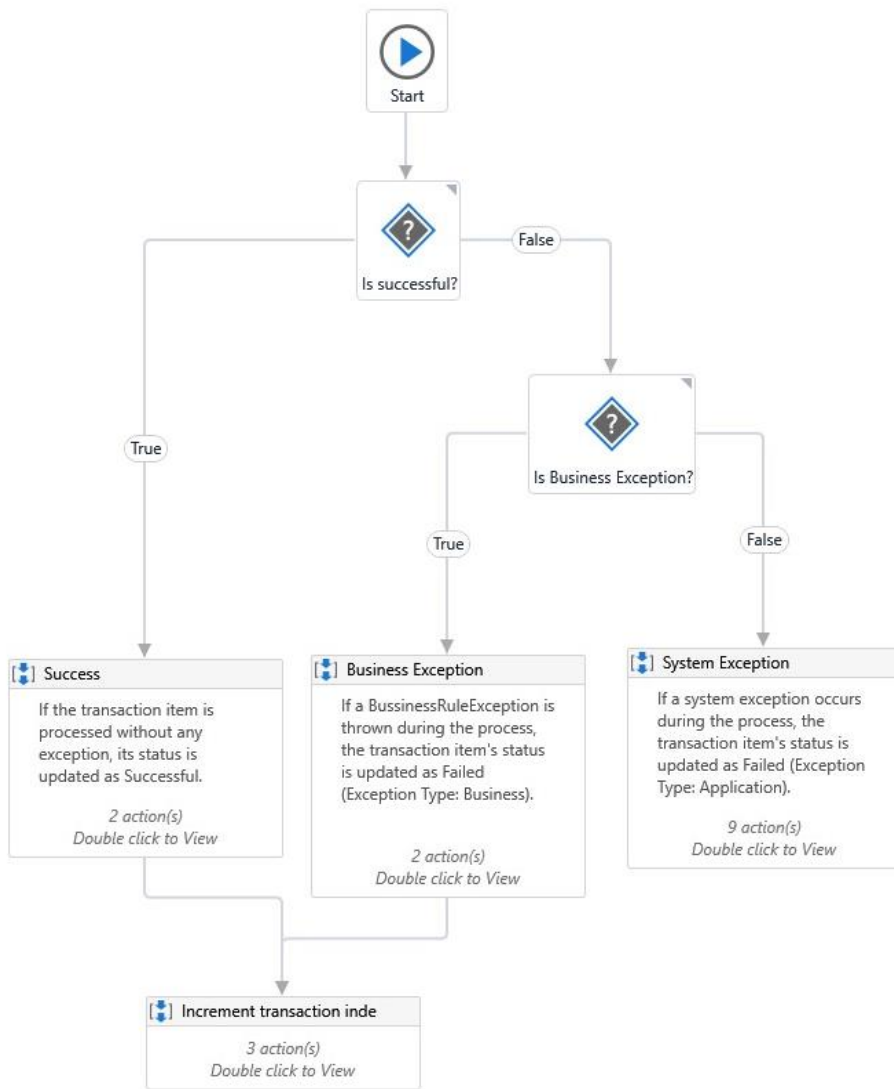 Start
Is successful?
False
Is Business Exception?
True
True
False
Success
If the transaction item is
processed without any
exception, its status is
updated as Successful.
2 action(s)
Double click to View
Business Exception
If a BussinessRuleException is
thrown during the process,
the transaction item's status
is updated as Failed
(Exception Type: Business).
2 action(s)
Double click to View
System Exception
If a system exception occurs
during the process, the
transaction item's status is
updated as Failed (Exception
Type: Application).
9 action(s)
Double click to View
Increment transaction inde
3 action(s)
Double click to View